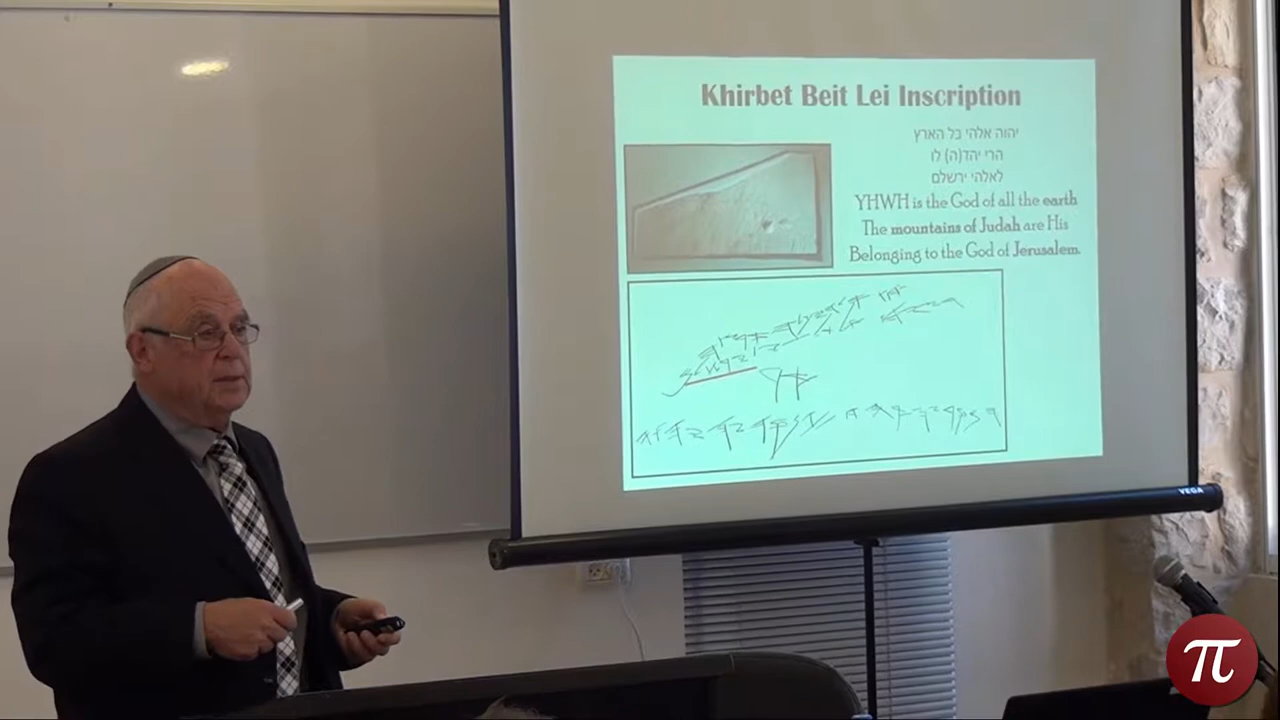 Khirbet Beit Lei Inscription
יהוה אלהי כל הארץ
הרי יהד(ה) לו
לאלהי ירשלם
YHWH is the God of all the earth
The mountains of Judah are His
Belonging to the God of Jerusalem.
VEGA
π